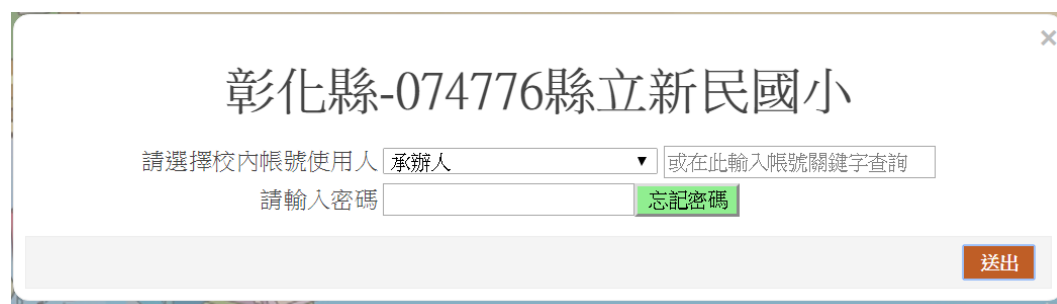 ×
彰化縣-074776縣立新民國小
請選擇校內帳號使用人 承辦人 ▼ 或在此輸入帳號關鍵字查詢
請輸入密碼 忘記密碼
送出